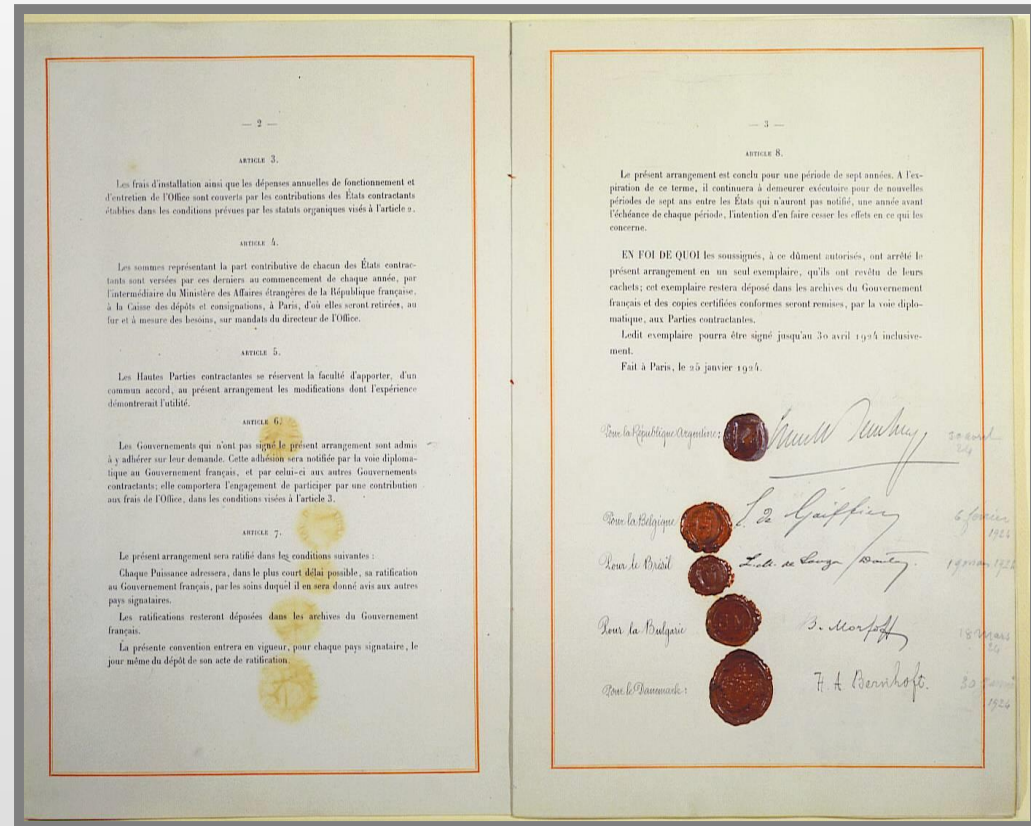 — 2 —
ARTICLE 3.
Les frais d'installation ainsi que les dépenses annuelles de fonctionnement et
d'entretien de l'Office sont couverts par les contributions des États contractants
établies dans les conditions prévues par les statuts organiques visés à l'article 2.
ARTICLE 4.
Les sommes représentant la part contributive de chacun des États contrac-
tants sont versées par ces derniers au commencement de chaque année, par
l'intermédiaire du Ministère des Affaires étrangères de la République française,
à la Caisse des dépôts et consignations, à Paris, d'où elles seront retirées, au
fur et à mesure des besoins, sur mandats du directeur de l'Office.
ARTICLE 5.
Les Hautes Parties contractantes se réservent la faculté d'apporter, d'un
commun accord, au présent arrangement les modifications dont l'expérience
démontrerait l'utilité.
ARTICLE 6.
Les Gouvernements qui n'ont pas signé le présent arrangement sont admis
à y adhérer sur leur demande. Cette adhésion sera notifiée par la voie diploma-
tique au Gouvernement français, et par celui-ci aux autres Gouvernements
contractants; elle comportera l'engagement de participer par une contribution
aux frais de l'Office, dans les conditions visées à l'article 3.
ARTICLE 7.
Le présent arrangement sera ratifié dans les conditions suivantes :
Chaque Puissance adressera, dans le plus court délai possible, sa ratification
au Gouvernement français, par les soins duquel il en sera donné avis aux autres
pays signataires.
Les ratifications resteront déposées dans les archives du Gouvernement
français.
La présente convention entrera en vigueur, pour chaque pays signataire, le
jour même du dépôt de son acte de ratification.
— 3 —
ARTICLE 8.
Le présent arrangement est conclu pour une période de sept années. A l'ex-
piration de ce terme, il continuera à demeurer exécutoire pour de nouvelles
périodes de sept ans entre les États qui n'auront pas notifié, une année avant
l'échéance de chaque période, l'intention d'en faire cesser les effets en ce qui les
concerne.
EN FOI DE QUOI les soussignés, à ce dûment autorisés, ont arrêté le
présent arrangement en un seul exemplaire, qu'ils ont revêtu de leurs
cachets; cet exemplaire restera déposé dans les archives du Gouvernement
français et des copies certifiées conformes seront remises, par la voie diplo-
matique, aux Parties contractantes.
Ledit exemplaire pourra être signé jusqu'au 30 avril 1924 inclusive-
ment.
Fait à Paris, le 25 janvier 1924.
Pour la République Argentine:
24
Pour la Belgique: de Gaiffier 6 février
1924
Pour le Brésil L. M. de Souza Dantas 19 mars 1924
Pour la Bulgarie B. Morfoff 18 mars
24
Pour le Danemark: H. A. Bernhoft. 30
1924